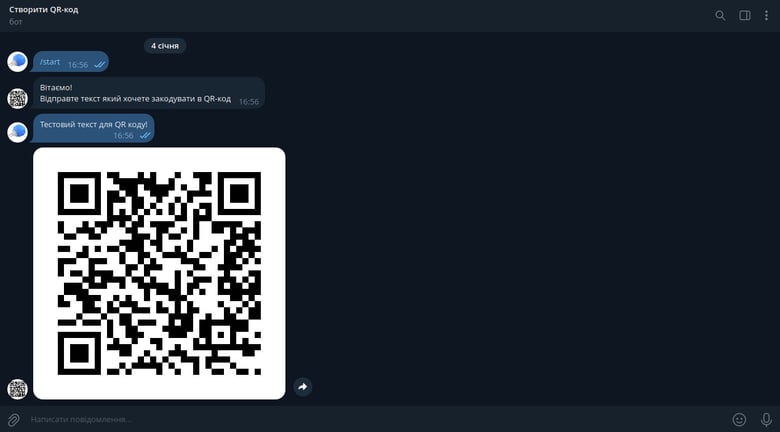 Створити QR-код
бот
4 січня
/start 16:56
Вітаємо!
Відправте текст який хочете закодувати в QR-код 16:56
Тестовий текст для QR коду!
16:56
Написати повідомлення...